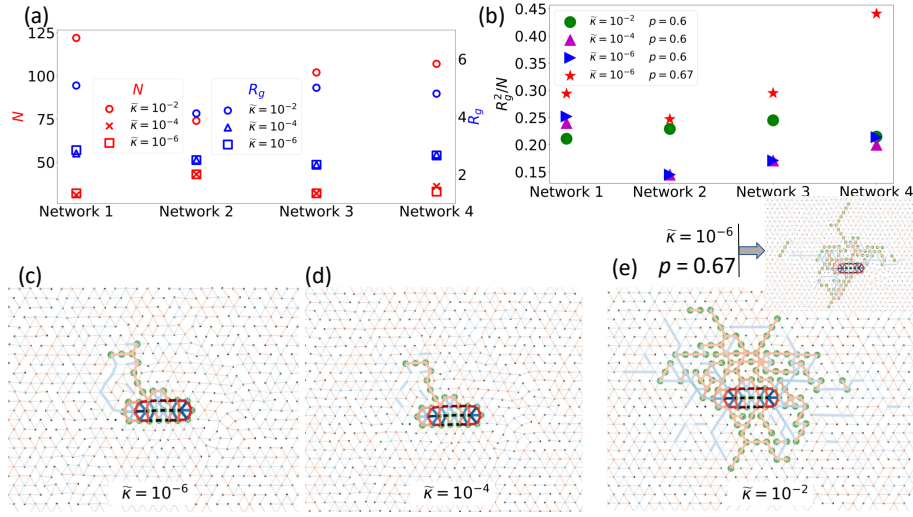 (a)
125
100
75
50
N
N
κ̃ = 10⁻²
κ̃ = 10⁻⁴
κ̃ = 10⁻⁶
R_g
κ̃ = 10⁻²
κ̃ = 10⁻⁴
κ̃ = 10⁻⁶
6
4
2
R_g
Network 1 Network 2 Network 3 Network 4
(b)
0.45
0.40
0.35
0.30
0.25
0.20
0.15
R_g²/N
κ̃ = 10⁻² p = 0.6
κ̃ = 10⁻⁴ p = 0.6
κ̃ = 10⁻⁶ p = 0.6
κ̃ = 10⁻⁶ p = 0.67
Network 1 Network 2 Network 3 Network 4
κ̃ = 10⁻⁶
p = 0.67
(c)
κ̃ = 10⁻⁶
(d)
κ̃ = 10⁻⁴
(e)
κ̃ = 10⁻²